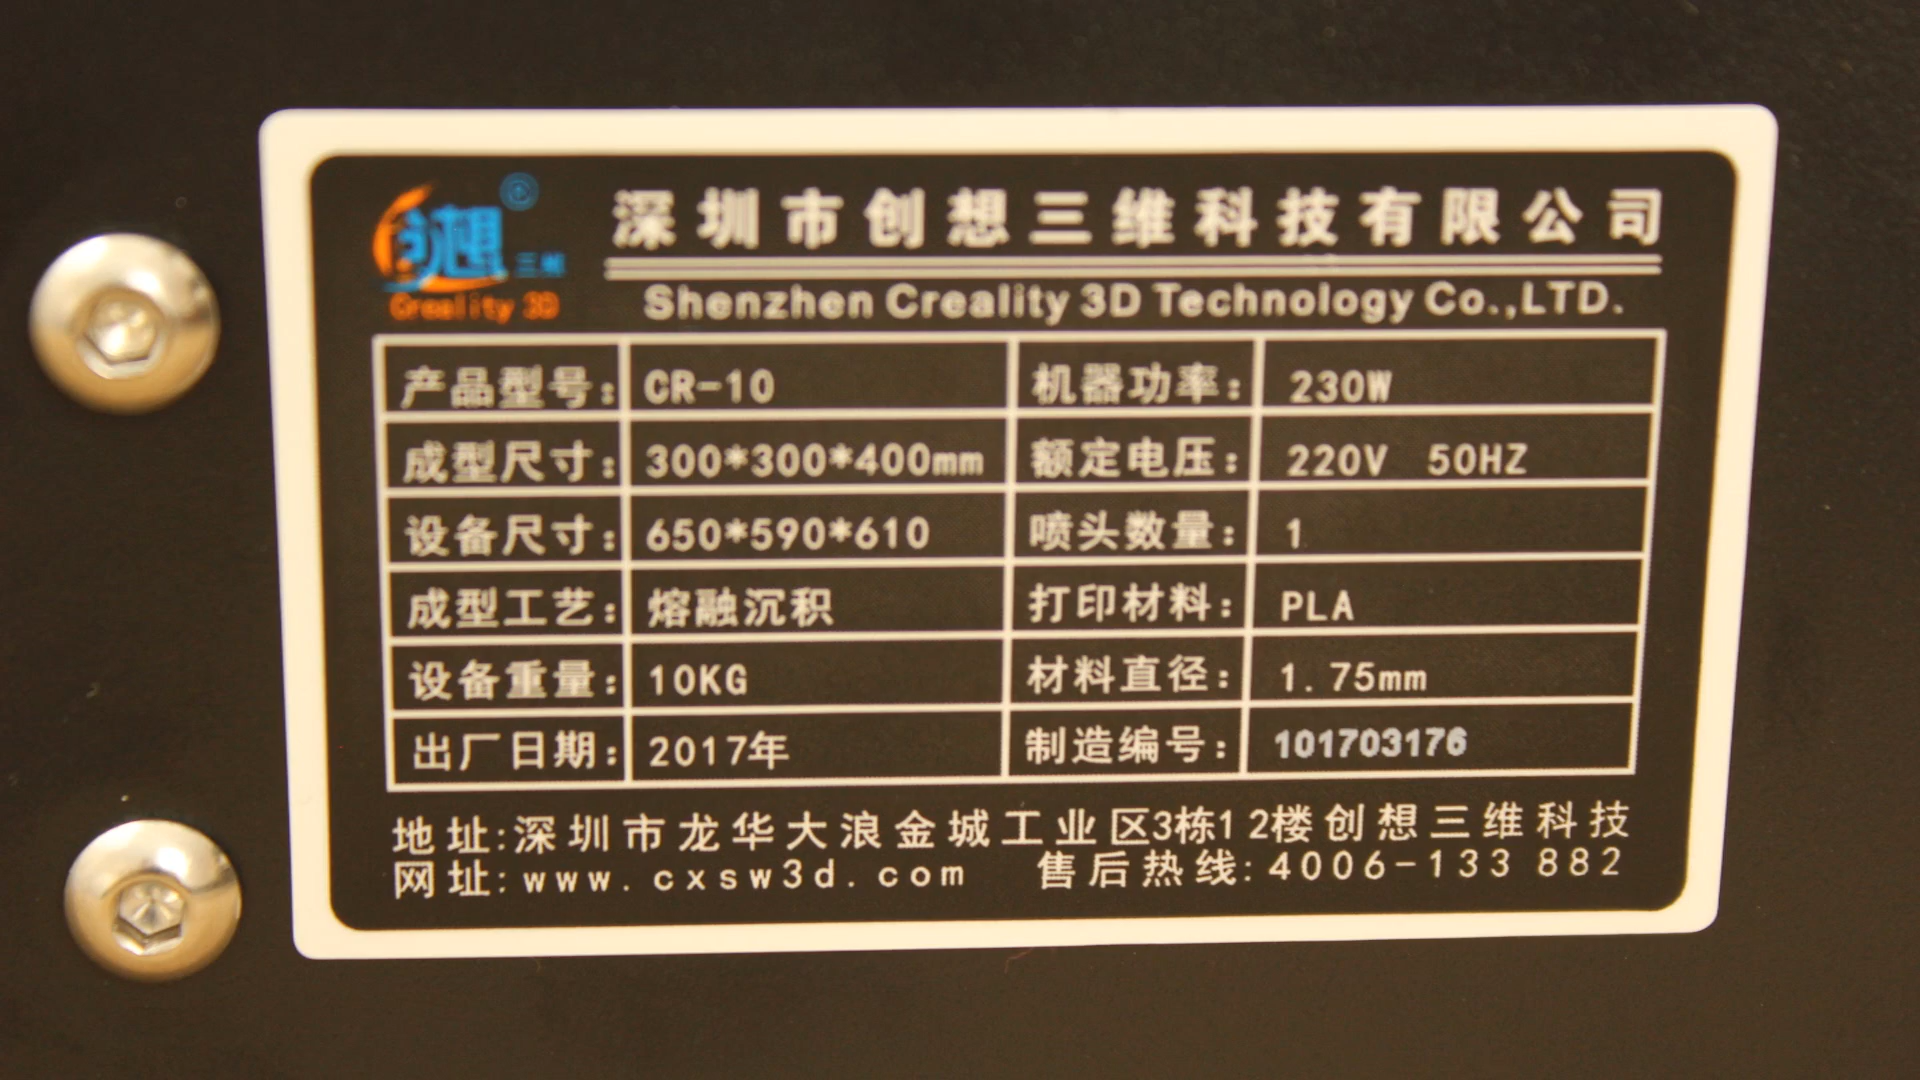 创想三维
Creality 3D
深圳市创想三维科技有限公司
Shenzhen Creality 3D Technology Co.,LTD.
产品型号: CR-10 机器功率: 230W
成型尺寸: 300*300*400mm 额定电压: 220V 50HZ
设备尺寸: 650*590*610 喷头数量: 1
成型工艺: 熔融沉积 打印材料: PLA
设备重量: 10KG 材料直径: 1.75mm
出厂日期: 2017年 制造编号: 101703176
地址:深圳市龙华大浪金城工业区3栋12楼创想三维科技
网址:www.cxsw3d.com 售后热线:4006-133 882